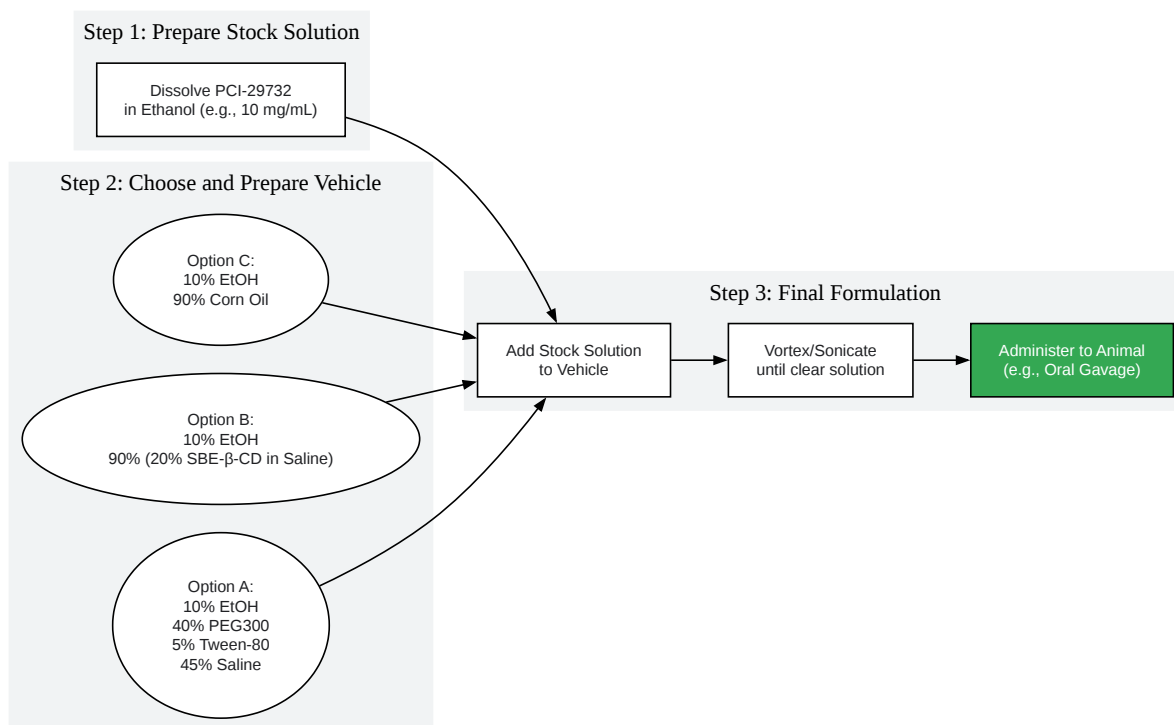 Step 1: Prepare Stock Solution
Dissolve PCI-29732
in Ethanol (e.g., 10 mg/mL)
Step 2: Choose and Prepare Vehicle
Option C:
10% EtOH
90% Corn Oil
Option B:
10% EtOH
90% (20% SBE-β-CD in Saline)
Option A:
10% EtOH
40% PEG300
5% Tween-80
45% Saline
Step 3: Final Formulation
Add Stock Solution
to Vehicle
Vortex/Sonicate
until clear solution
Administer to Animal
(e.g., Oral Gavage)